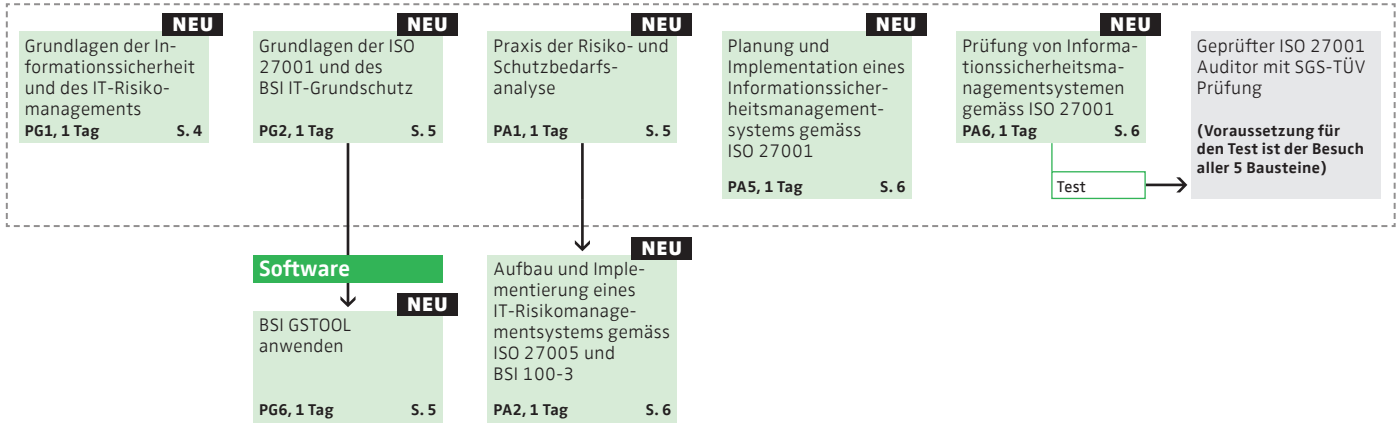 NEU
Grundlagen der In-
formationssicherheit
und des IT-Risiko-
managements
PG1, 1 Tag S. 4
NEU
Grundlagen der ISO
27001 und des
BSI IT-Grundschutz
PG2, 1 Tag S. 5
NEU
Praxis der Risiko- und
Schutzbedarfs-
analyse
PA1, 1 Tag S. 5
NEU
Planung und
Implementation eines
Informationssicher-
heitsmanagement-
systems gemäss
ISO 27001
PA5, 1 Tag S. 6
NEU
Prüfung von Informa-
tionssicherheitsma-
nagementsystemen
gemäss ISO 27001
PA6, 1 Tag S. 6
Test
Geprüfter ISO 27001
Auditor mit SGS-TÜV
Prüfung
(Voraussetzung für
den Test ist der Besuch
aller 5 Bausteine)
Software
NEU
BSI GSTOOL
anwenden
PG6, 1 Tag S. 5
NEU
Aufbau und Imple-
mentierung eines
IT-Risikomanage-
mentsystems gemäss
ISO 27005 und
BSI 100-3
PA2, 1 Tag S. 6